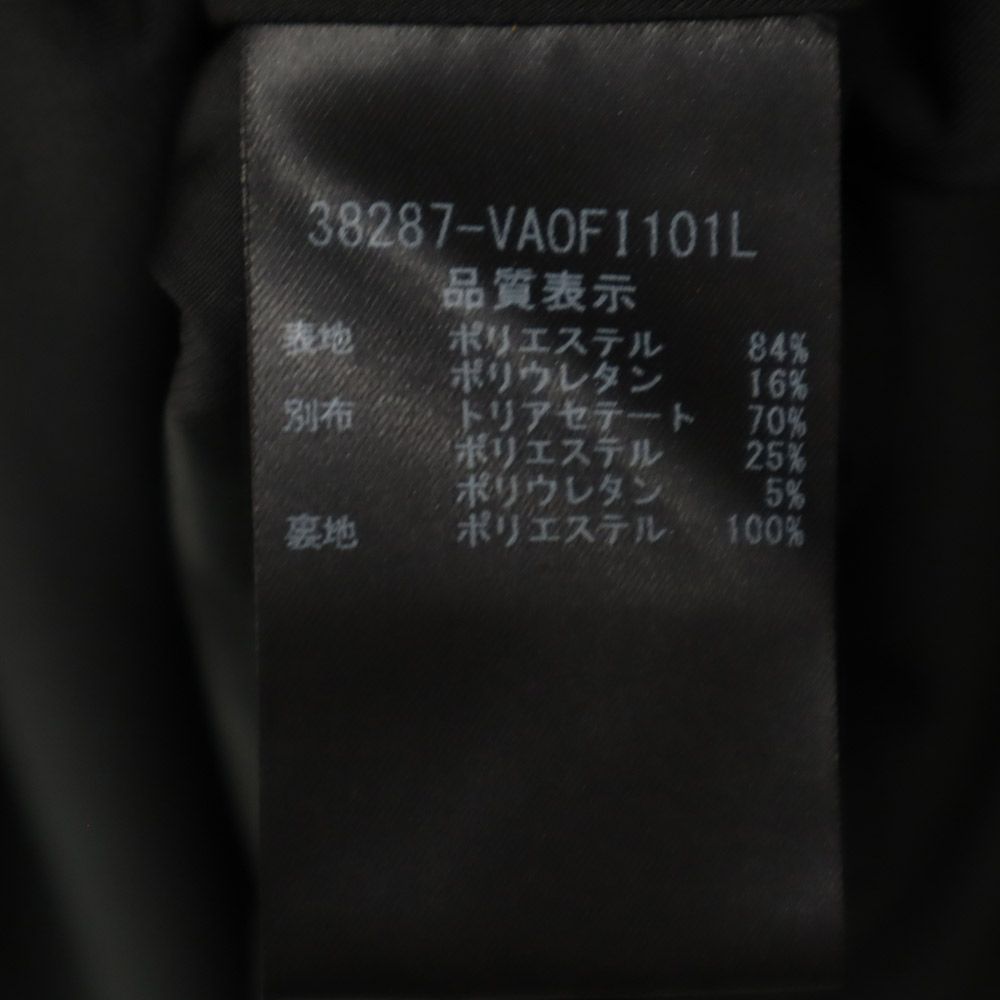 38287-VA0FI101L
品質表示
表地 ポリエステル 84%
ポリウレタン 16%
別布 トリアセテート 70%
ポリエステル 25%
ポリウレタン 5%
裏地 ポリエステル 100%